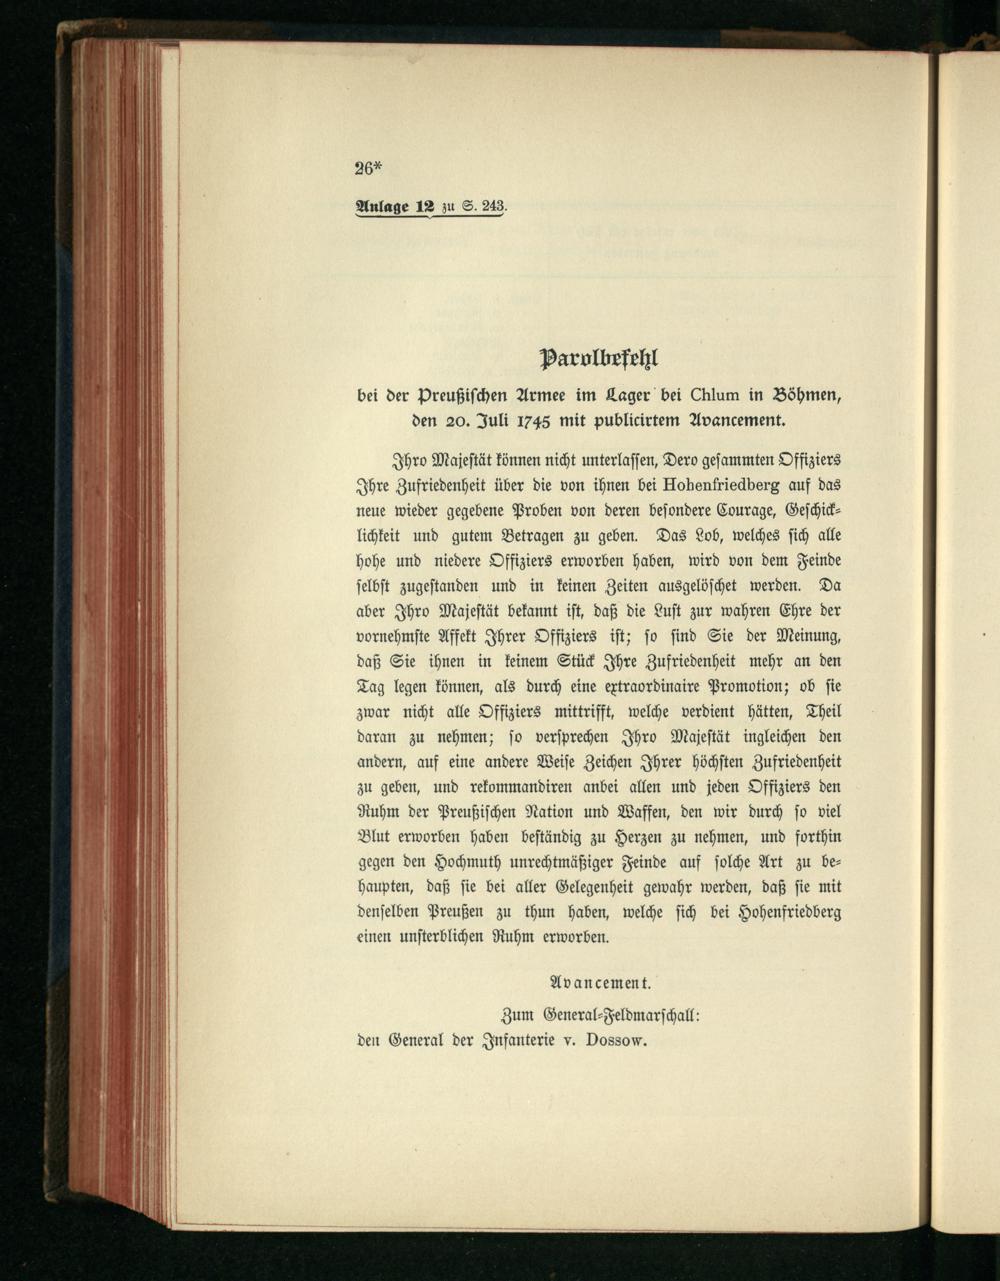 26*
Anlage 12 zu S. 243.
Parolbefehl
bei der Preußischen Armee im Lager bei Chlum in Böhmen,
den 20. Juli 1745 mit publicirtem Avancement.
Ihro Majestät können nicht unterlassen, Dero gesammten Offiziers
Ihre Zufriedenheit über die von ihnen bei Hohenfriedberg auf das
neue wieder gegebene Proben von deren besondere Courage, Geschick-
lichkeit und gutem Betragen zu geben. Das Lob, welches sich alle
hohe und niedere Offiziers erworben haben, wird von dem Feinde
selbst zugestanden und in keinen Zeiten ausgelöschet werden. Da
aber Ihro Majestät bekannt ist, daß die Lust zur wahren Ehre der
vornehmste Affekt Ihrer Offiziers ist; so sind Sie der Meinung,
daß Sie ihnen in keinem Stück Ihre Zufriedenheit mehr an den
Tag legen können, als durch eine extraordinaire Promotion; ob sie
zwar nicht alle Offiziers mittrifft, welche verdient hätten, Theil
daran zu nehmen; so versprechen Ihro Majestät ingleichen den
andern, auf eine andere Weise Zeichen Ihrer höchsten Zufriedenheit
zu geben, und rekommandiren anbei allen und jeden Offiziers den
Ruhm der Preußischen Nation und Waffen, den wir durch so viel
Blut erworben haben beständig zu Herzen zu nehmen, und forthin
gegen den Hochmuth unrechtmäßiger Feinde auf solche Art zu be-
haupten, daß sie bei aller Gelegenheit gewahr werden, daß sie mit
denselben Preußen zu thun haben, welche sich bei Hohenfriedberg
einen unsterblichen Ruhm erworben.
Avancement.
Zum General-Feldmarschall:
den General der Infanterie v. Dossow.